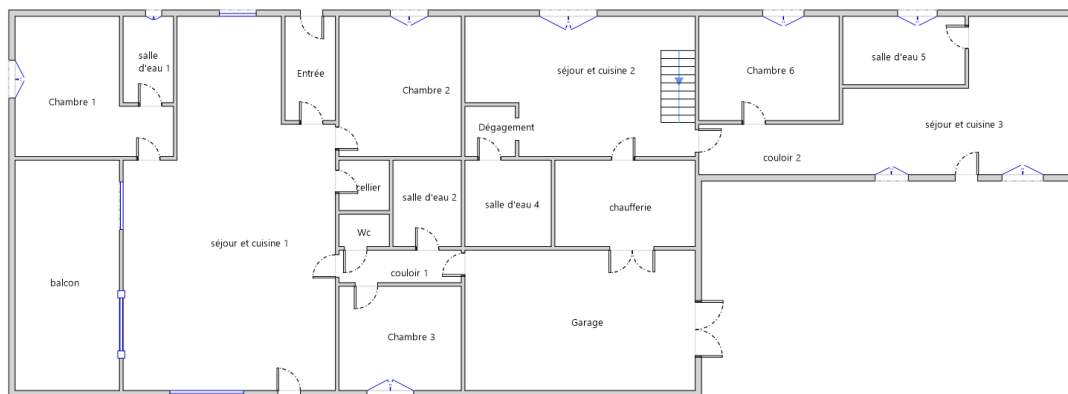 salle
d'eau 1
Chambre 1
Entrée
Chambre 2
séjour et cuisine 2
Chambre 6
salle d'eau 5
Dégagement
séjour et cuisine 3
couloir 2
cellier
salle d'eau 2
salle d'eau 4
chaufferie
Wc
séjour et cuisine 1
couloir 1
balcon
Garage
Chambre 3